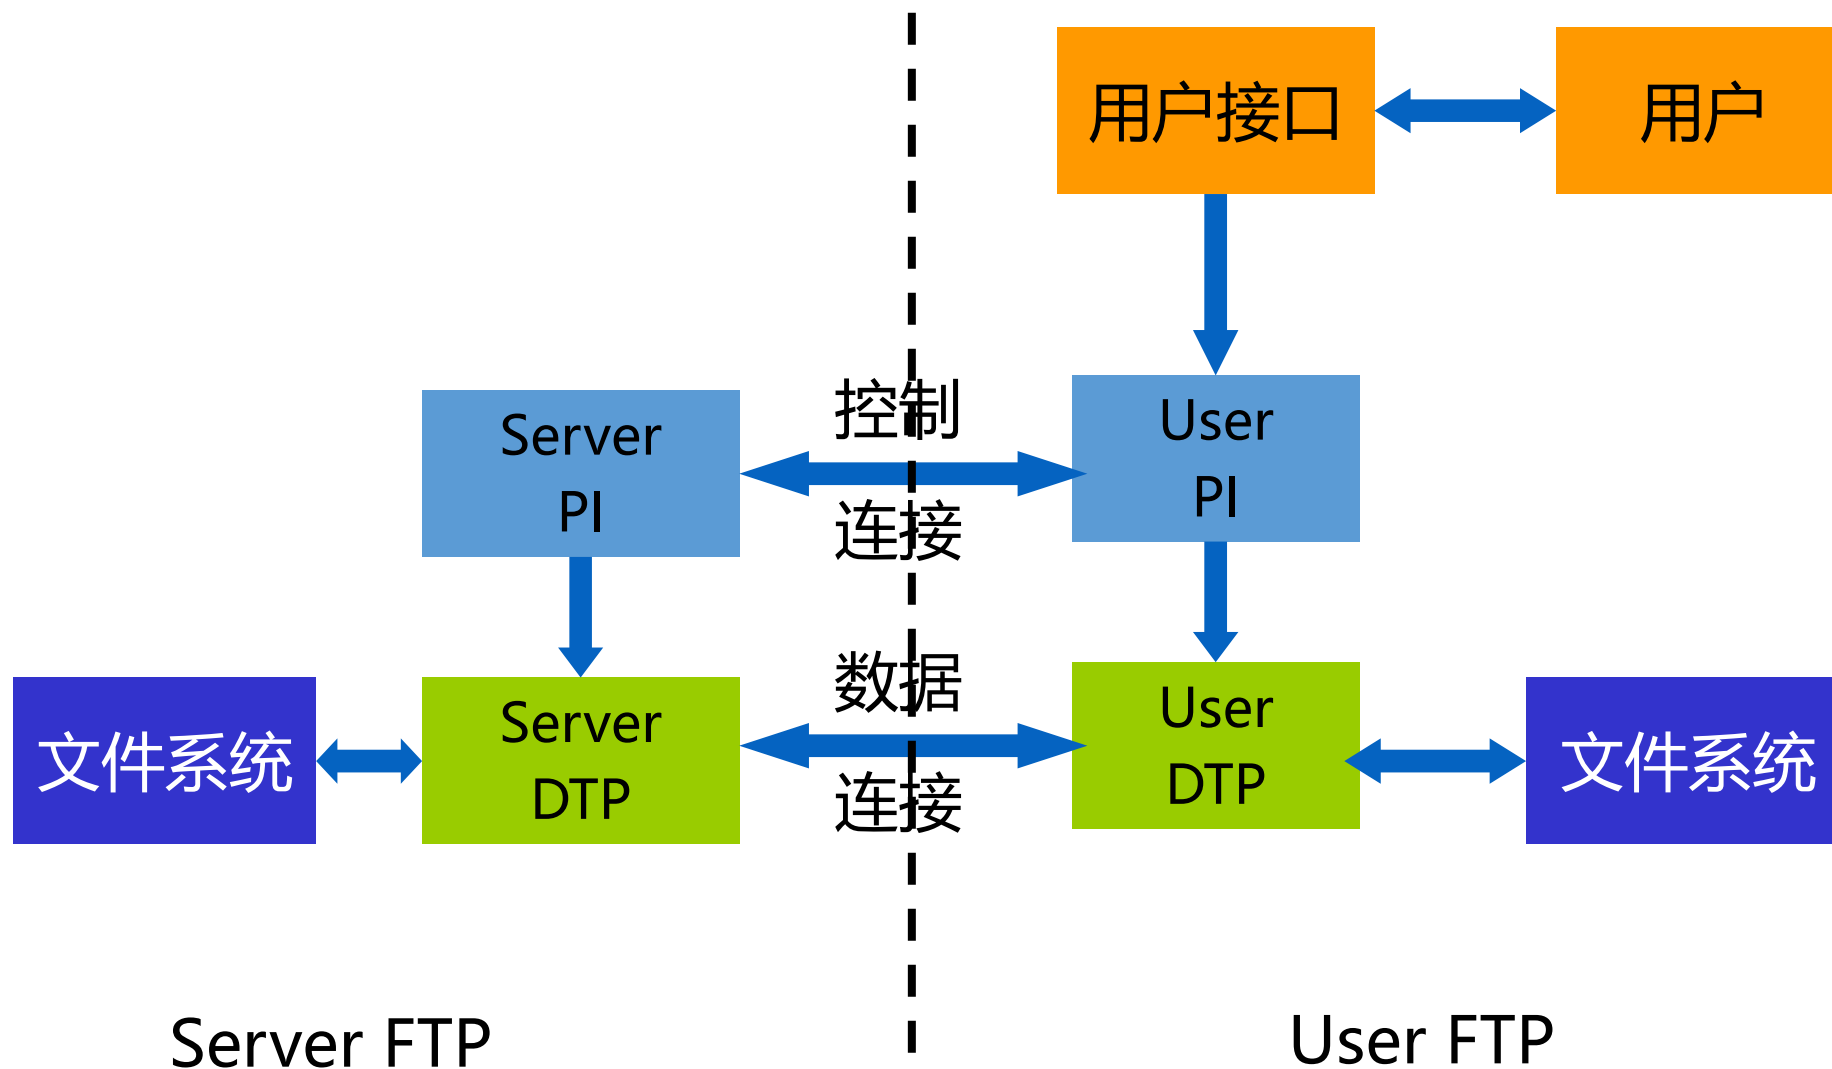 用户接口
用户
控制
Server
PI
User
PI
连接
数据
Server
DTP
User
DTP
文件系统
文件系统
连接
Server FTP
User FTP